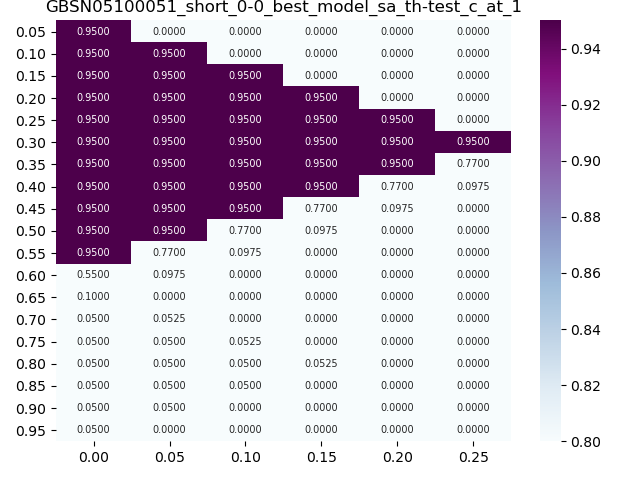 GBSN05100051_short_0-0_best_model_sa_th-test_c_at_1
0.05 0.9500 0.0000 0.0000 0.0000 0.0000 0.0000
0.10 0.9500 0.9500 0.0000 0.0000 0.0000 0.0000
0.15 0.9500 0.9500 0.9500 0.0000 0.0000 0.0000
0.20 0.9500 0.9500 0.9500 0.9500 0.0000 0.0000
0.25 0.9500 0.9500 0.9500 0.9500 0.9500 0.0000
0.30 0.9500 0.9500 0.9500 0.9500 0.9500 0.9500
0.35 0.9500 0.9500 0.9500 0.9500 0.9500 0.7700
0.40 0.9500 0.9500 0.9500 0.9500 0.7700 0.0975
0.45 0.9500 0.9500 0.9500 0.7700 0.0975 0.0000
0.50 0.9500 0.9500 0.7700 0.0975 0.0000 0.0000
0.55 0.9500 0.7700 0.0975 0.0000 0.0000 0.0000
0.60 0.5500 0.0975 0.0000 0.0000 0.0000 0.0000
0.65 0.1000 0.0000 0.0000 0.0000 0.0000 0.0000
0.70 0.0500 0.0525 0.0000 0.0000 0.0000 0.0000
0.75 0.0500 0.0500 0.0525 0.0000 0.0000 0.0000
0.80 0.0500 0.0500 0.0500 0.0525 0.0000 0.0000
0.85 0.0500 0.0500 0.0000 0.0000 0.0000 0.0000
0.90 0.0500 0.0500 0.0000 0.0000 0.0000 0.0000
0.95 0.0500 0.0000 0.0000 0.0000 0.0000 0.0000
0.00 0.05 0.10 0.15 0.20 0.25
0.94
0.92
0.90
0.88
0.86
0.84
0.82
0.80